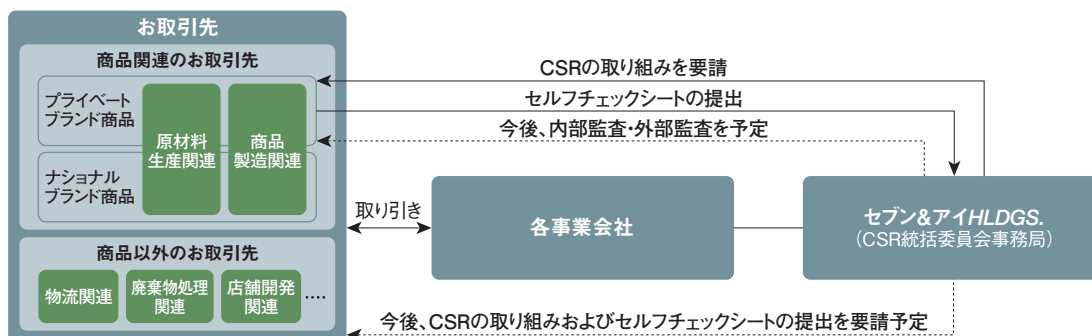 お取引先
商品関連のお取引先
プライベート
ブランド商品
ナショナル
ブランド商品
原材料
生産関連
商品
製造関連
商品以外のお取引先
物流関連
廃棄物処理
関連
店舗開発
関連
····
CSRの取り組みを要請
セルフチェックシートの提出
今後、内部監査・外部監査を予定
取り引き
各事業会社
セブン&アイHLDGS.
(CSR統括委員会事務局)
今後、CSRの取り組みおよびセルフチェックシートの提出を要請予定